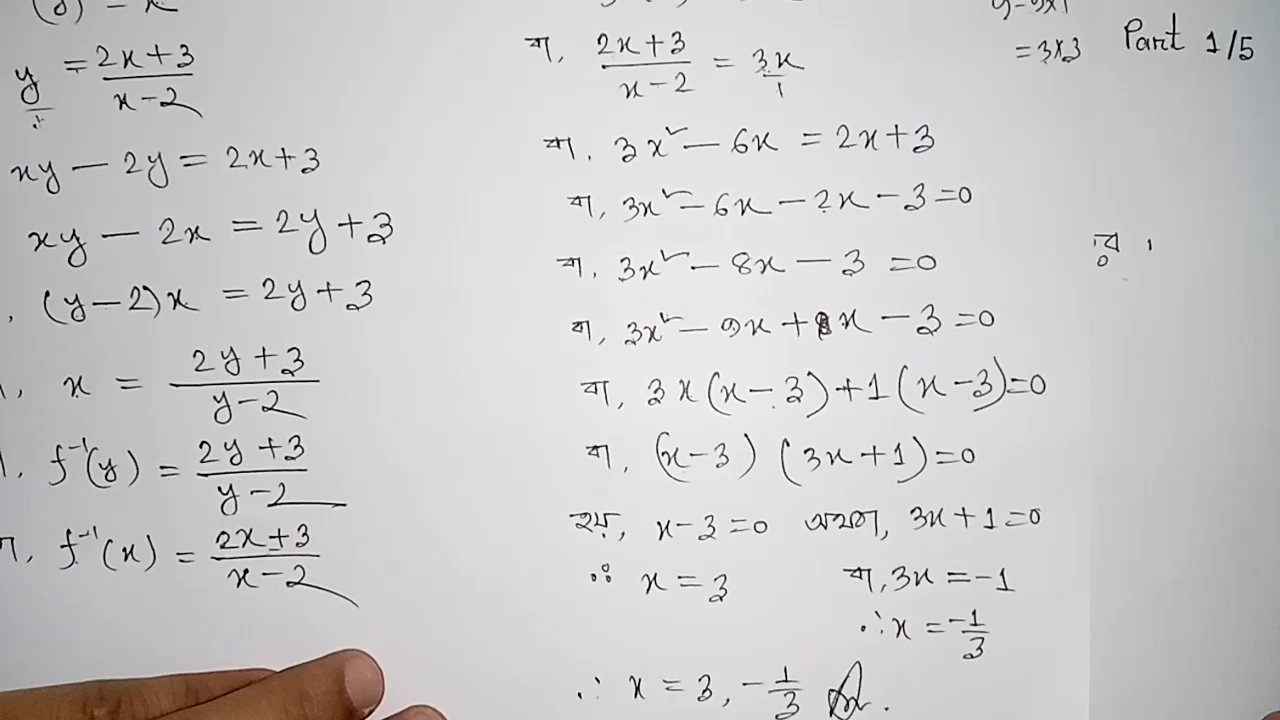 y = 2x+3 / x-2
xy - 2y = 2x+3
xy - 2x = 2y+3
, (y-2)x = 2y+3
, x = 2y+3 / y-2
, f⁻¹(y) = 2y+3 / y-2
, f⁻¹(x) = 2x+3 / x-2
বা, 2x+3 / x-2 = 3x / 1
বা, 3x² - 6x = 2x+3
বা, 3x² - 6x - 2x - 3 = 0
বা, 3x² - 8x - 3 = 0
বা, 3x² - 9x + 1x - 3 = 0
বা, 3x(x-3)+1(x-3)=0
বা, (x-3) (3x+1)=0
হয়, x-3=0 অথবা, 3x+1=0
∴ x = 3 বা, 3x = -1
∴ x = -1/3
∴ x = 3, -1/3
= 3×3
Part 1/5